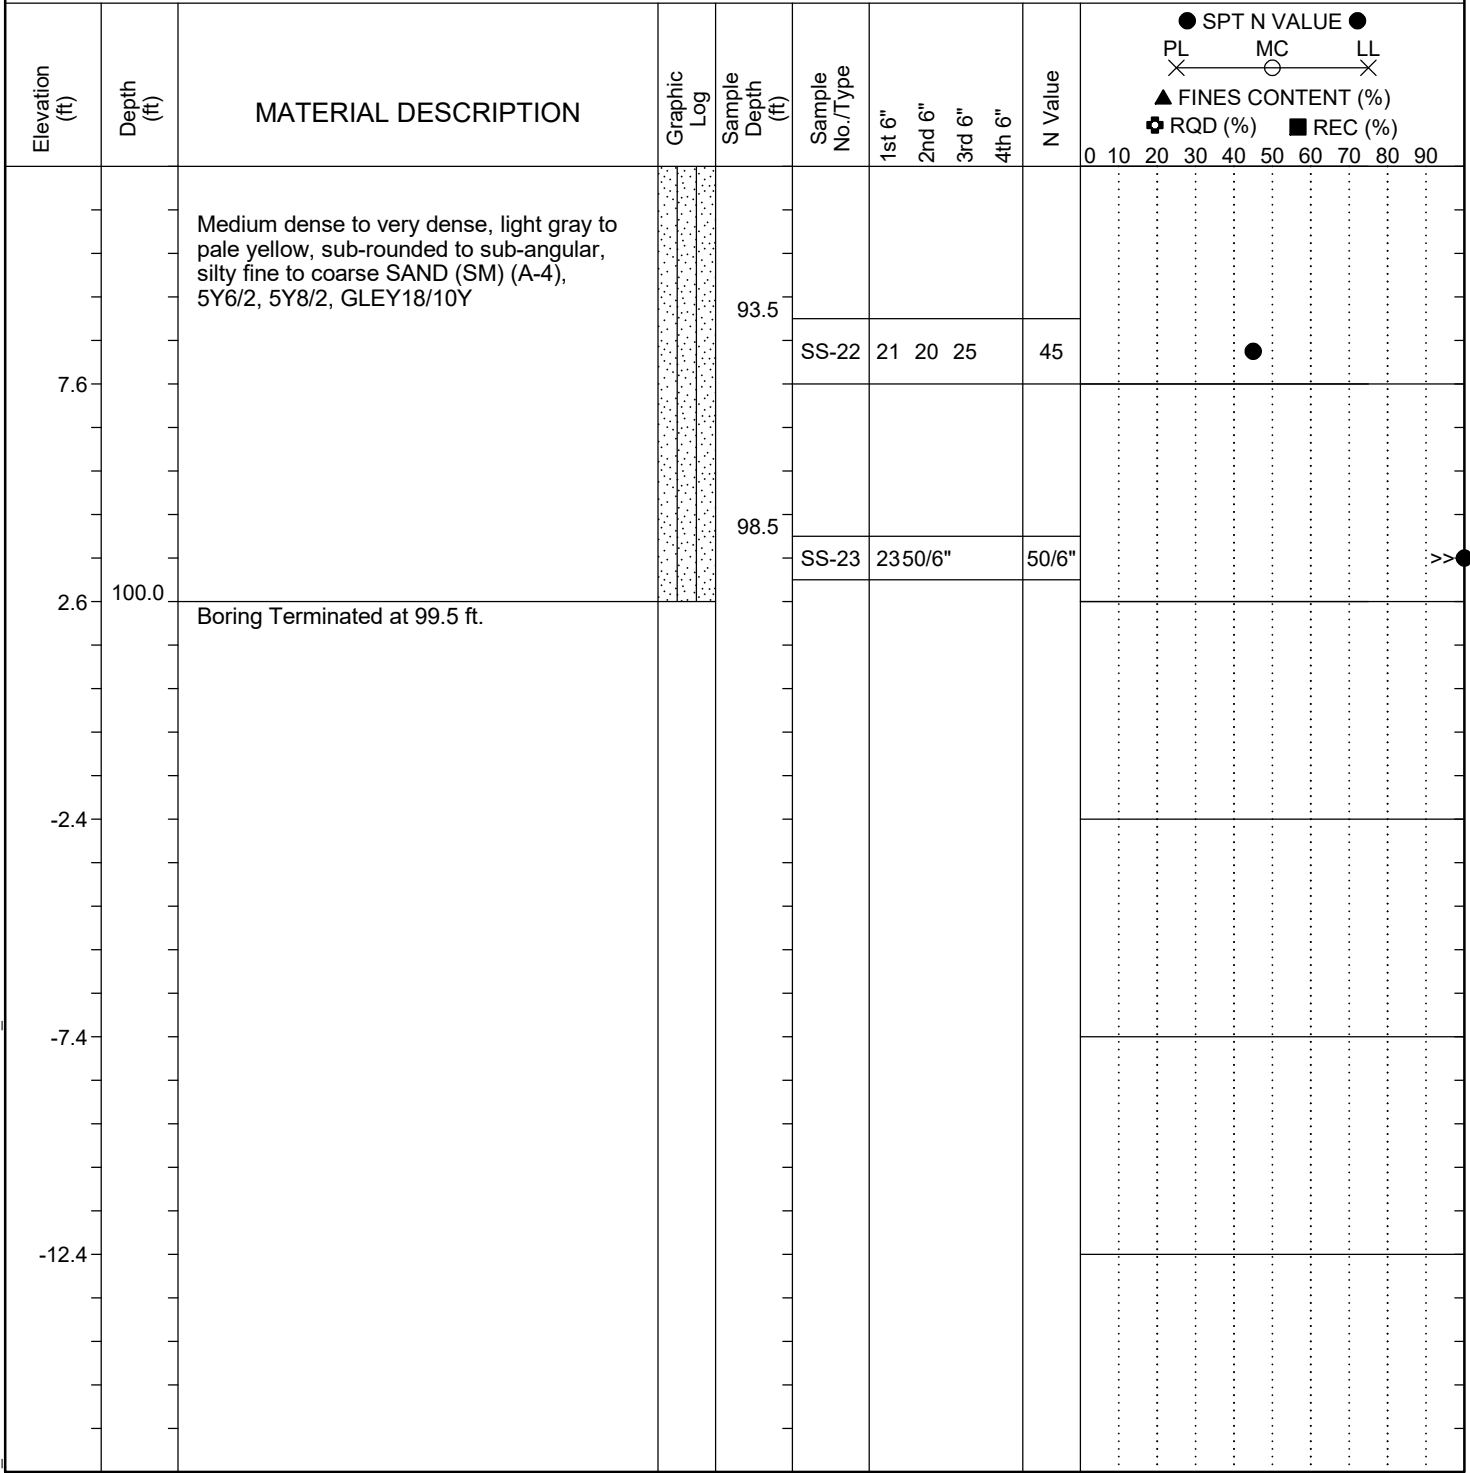 ● SPT N VALUE ●
PL MC LL
▲ FINES CONTENT (%)
RQD (%) ■ REC (%)
0 10 20 30 40 50 60 70 80 90
Elevation (ft)
Depth (ft)
MATERIAL DESCRIPTION
Graphic Log
Sample Depth (ft)
Sample No./Type
1st 6"
2nd 6"
3rd 6"
4th 6"
N Value
Medium dense to very dense, light gray to
pale yellow, sub-rounded to sub-angular,
silty fine to coarse SAND (SM) (A-4),
5Y6/2, 5Y8/2, GLEY18/10Y
93.5
SS-22 21 20 25 45
7.6
98.5
SS-23 2350/6" 50/6" >>●
100.0
2.6
Boring Terminated at 99.5 ft.
-2.4
-7.4
-12.4